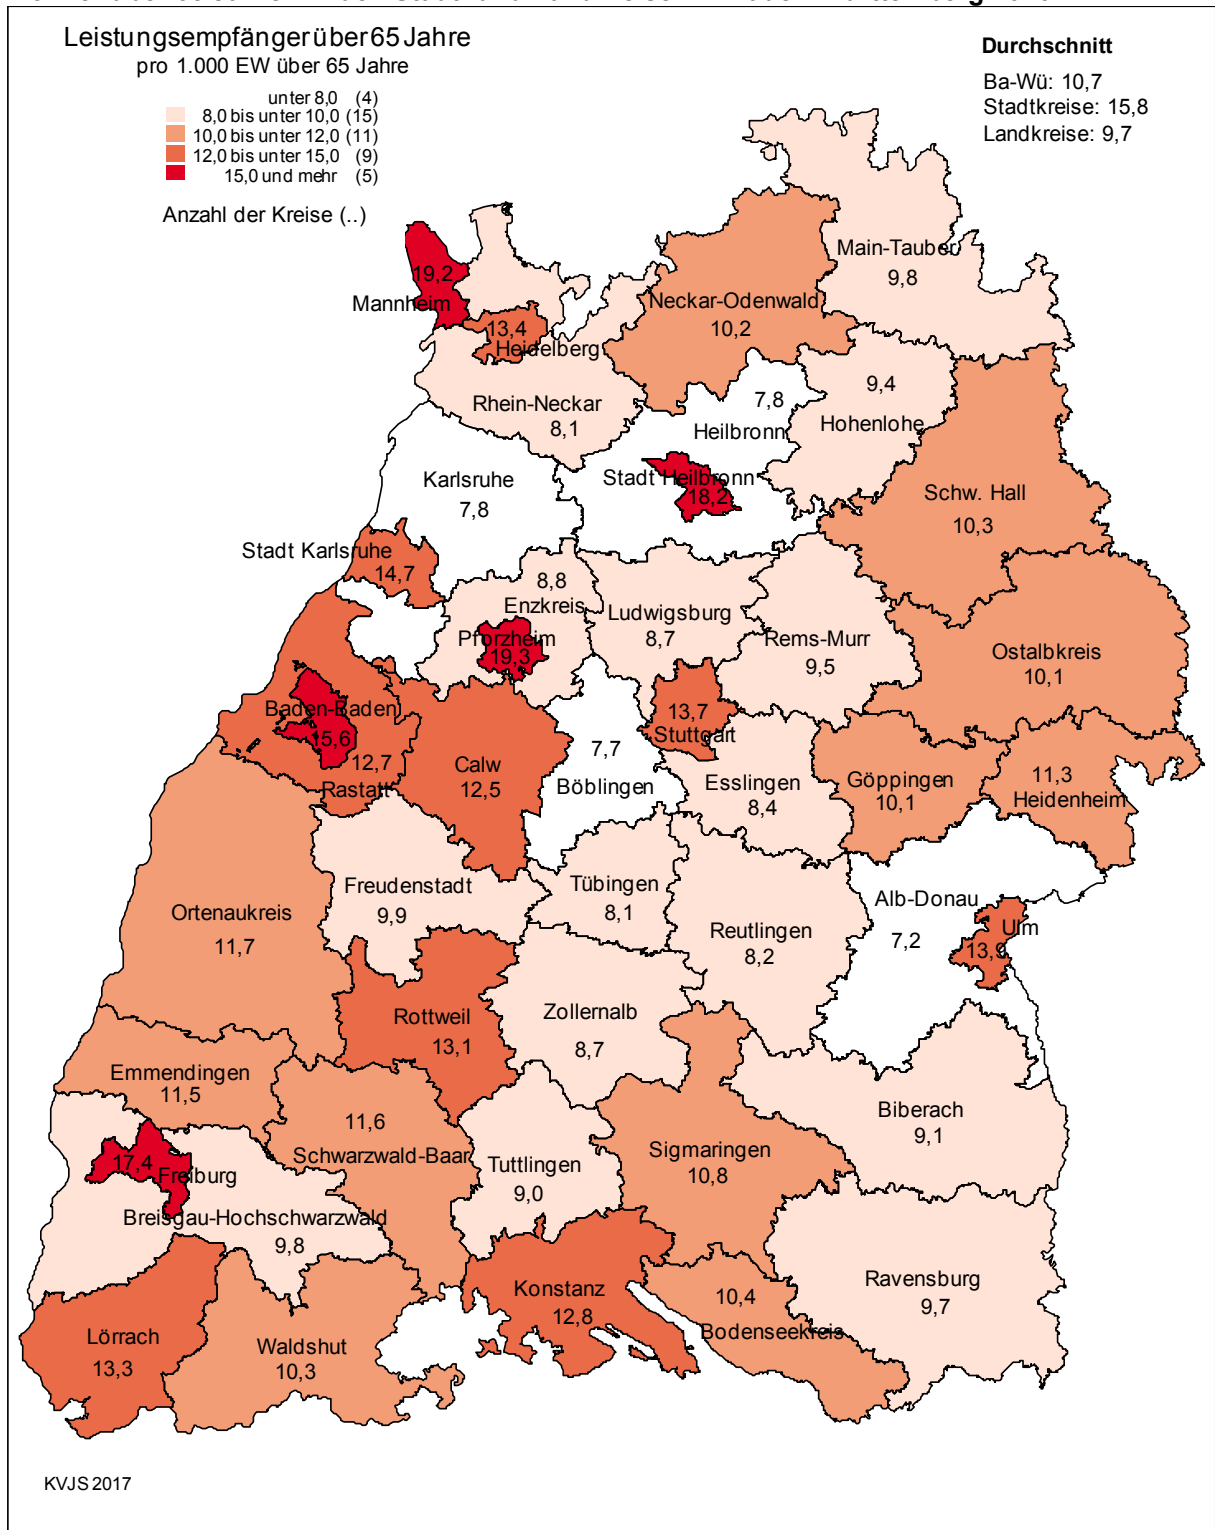 Leistungsempfänger über 65 Jahre
pro 1.000 EW über 65 Jahre
unter 8,0 (4)
8,0 bis unter 10,0 (15)
10,0 bis unter 12,0 (11)
12,0 bis unter 15,0 (9)
15,0 und mehr (5)
Anzahl der Kreise (..)
Durchschnitt
Ba-Wü: 10,7
Stadtkreise: 15,8
Landkreise: 9,7
Main-Tauber
9,8
19,2
Mannheim
Neckar-Odenwald
10,2
13,4
Heidelberg
Rhein-Neckar
8,1
7,8
Heilbronn
9,4
Hohenlohe
Karlsruhe
7,8
Stadt Heilbronn
18,2
Schw. Hall
10,3
Stadt Karlsruhe
14,7
8,8
Enzkreis
Pforzheim
19,3
Ludwigsburg
8,7
Rems-Murr
9,5
Ostalbkreis
10,1
Baden-Baden
15,6
12,7
Rastatt
Calw
12,5
7,7
Böblingen
13,7
Stuttgart
Esslingen
8,4
Göppingen
10,1
11,3
Heidenheim
Freudenstadt
9,9
Tübingen
8,1
Ortenaukreis
11,7
Reutlingen
8,2
Alb-Donau
7,2
Ulm
13,9
Rottweil
13,1
Zollernalb
8,7
Emmendingen
11,5
11,6
Schwarzwald-Baar
Biberach
9,1
17,4
Freiburg
Tuttlingen
9,0
Sigmaringen
10,8
Breisgau-Hochschwarzwald
9,8
Konstanz
12,8
10,4
Bodenseekreis
Ravensburg
9,7
Lörrach
13,3
Waldshut
10,3
KVJS 2017